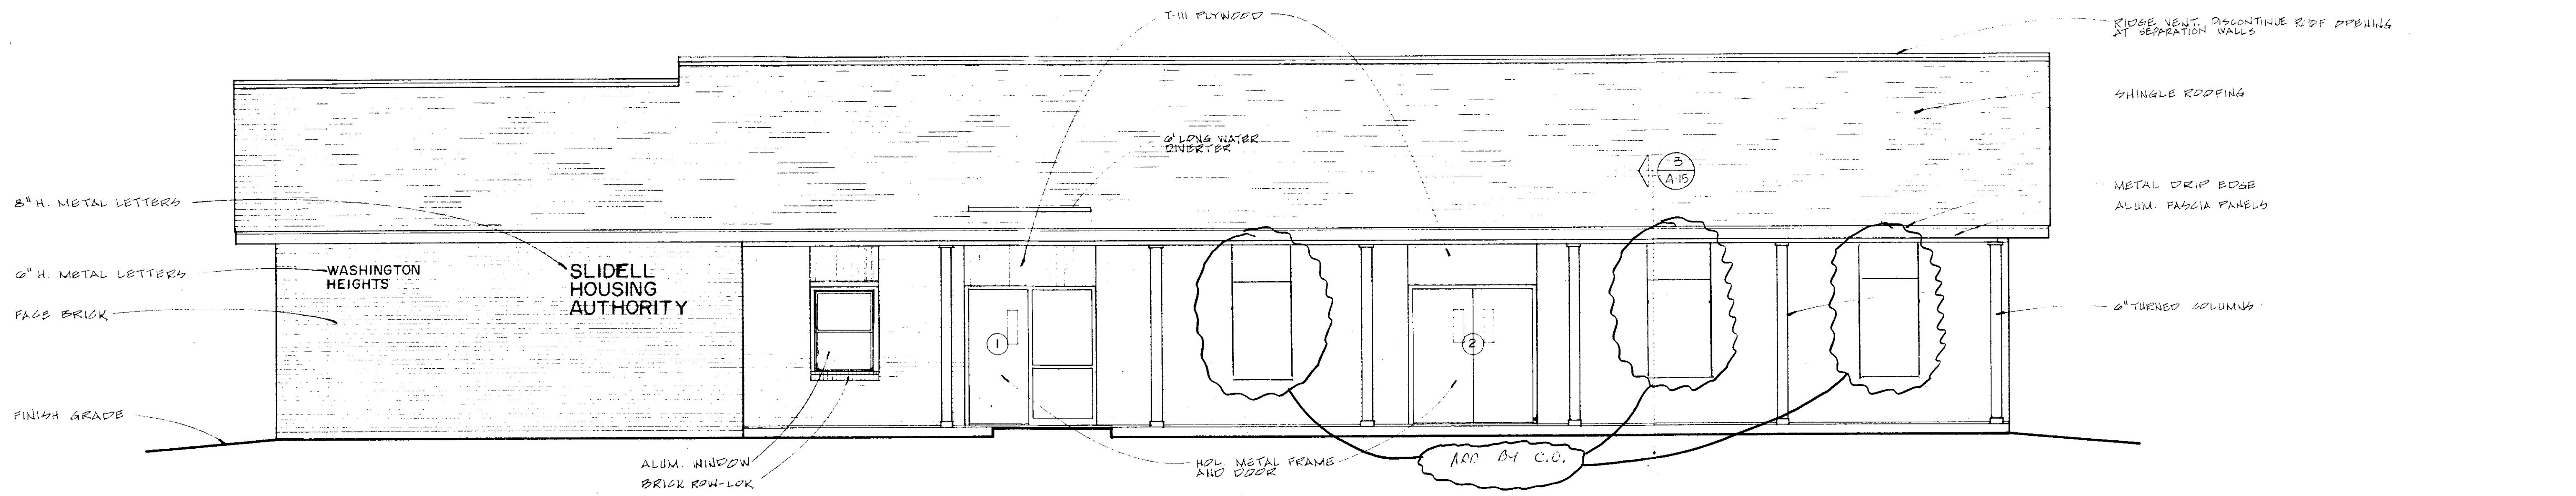 T-111 PLYWOOD
RIDGE VENT. DISCONTINUE ROOF OPENING
AT SEPARATION WALLS
SHINGLE ROOFING
6' LONG WATER
DIVERTER
3
A-15
METAL DRIP EDGE
ALUM. FASCIA PANELS
8" H. METAL LETTERS
6" H. METAL LETTERS
WASHINGTON
HEIGHTS
SLIDELL
HOUSING
AUTHORITY
FACE BRICK
6" TURNED COLUMNS
1
2
FINISH GRADE
ALUM. WINDOW
BRICK ROW-LOK
HOL. METAL FRAME
AND DOOR
ADD BY C.O.